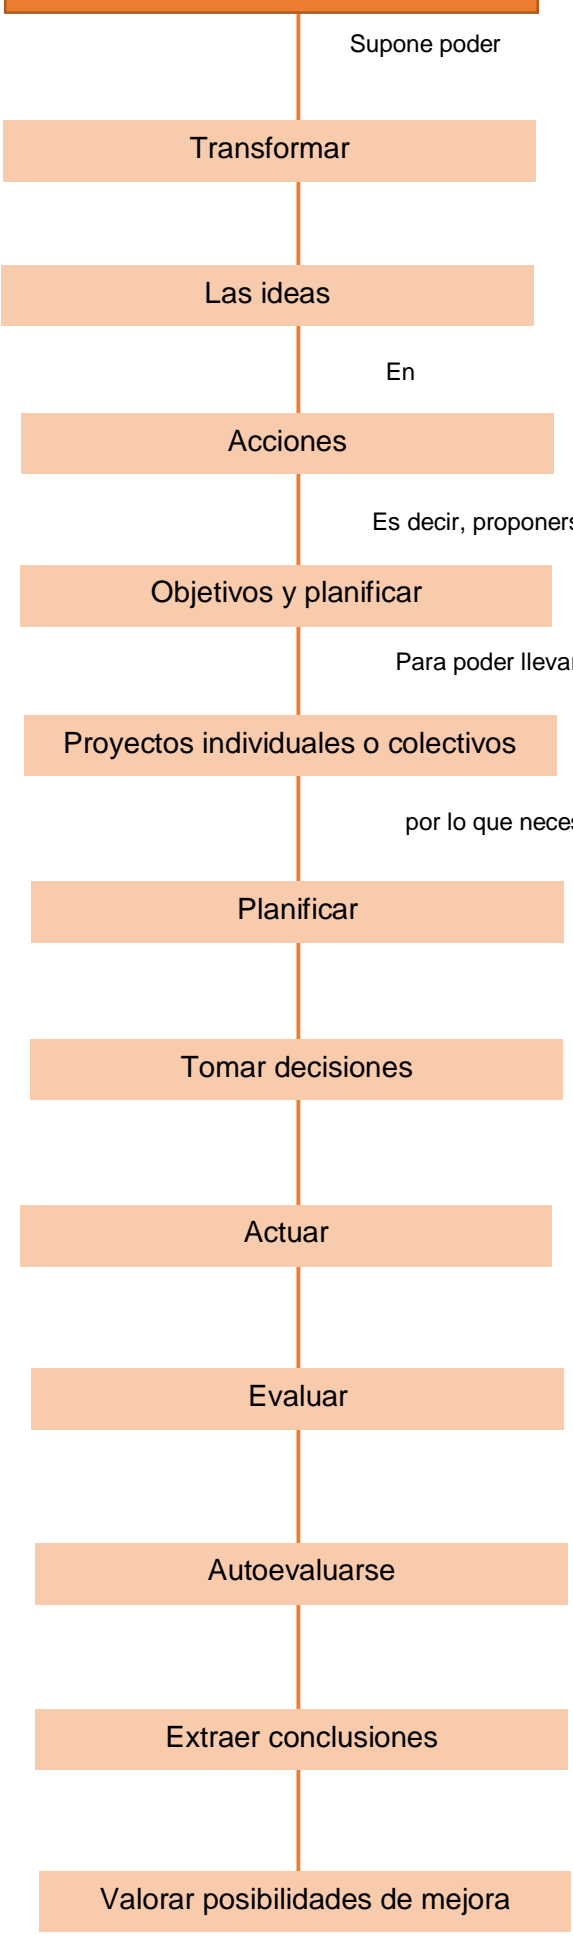 Supone poder
Transformar
Las ideas
En
Acciones
Es decir, proponers
Objetivos y planificar
Para poder llevar
Proyectos individuales o colectivos
por lo que neces
Planificar
Tomar decisiones
Actuar
Evaluar
Autoevaluarse
Extraer conclusiones
Valorar posibilidades de mejora